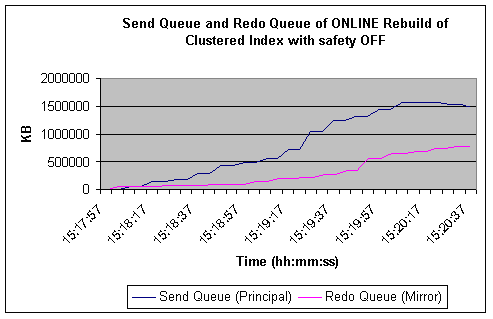 Send Queue and Redo Queue of ONLINE Rebuild of
Clustered Index with safety OFF
2000000
1500000
1000000
500000
0
KB
15:17:57
15:18:17
15:18:37
15:18:57
15:19:17
15:19:37
15:19:57
15:20:17
15:20:37
Time (hh:mm:ss)
Send Queue (Principal)
Redo Queue (Mirror)